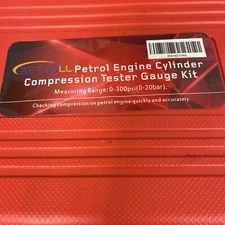 LL Petrol Engine Cylinder
Compression Tester Gauge Kit
Measuring Range: 0-300psi(0-20bar).
Checking compression on petrol engine quickly and accurately.